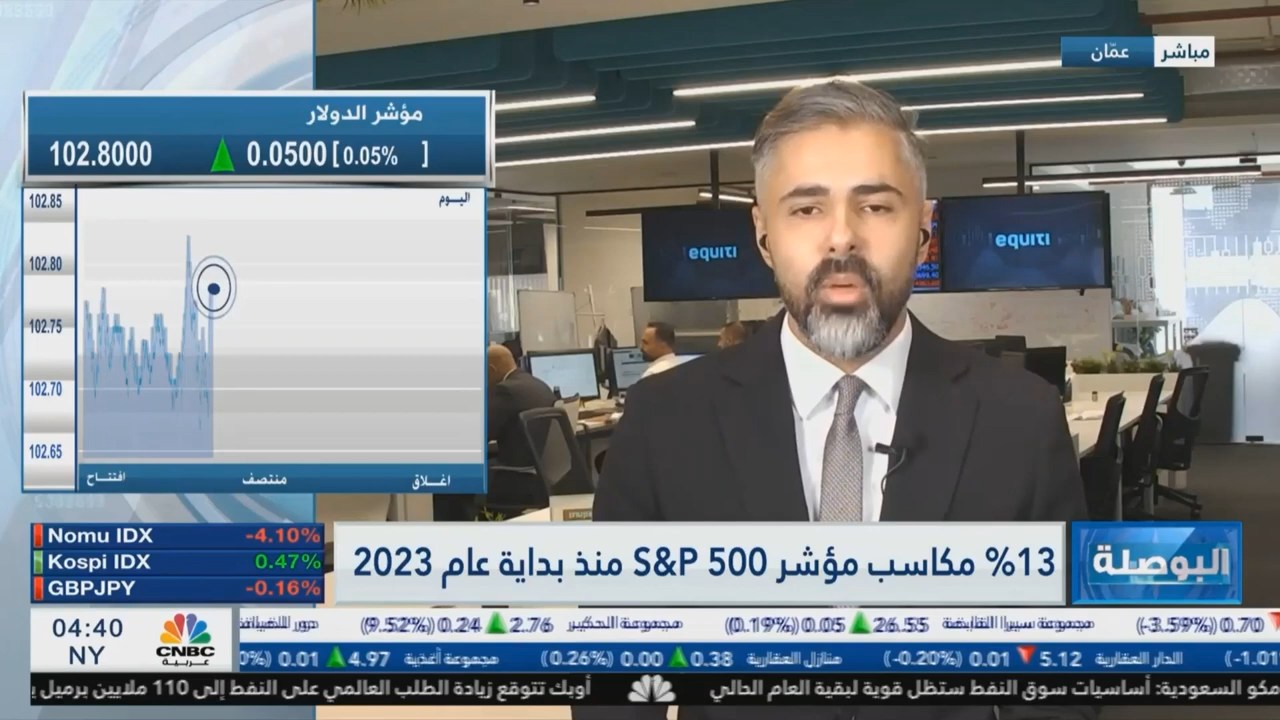 مباشر عمّان
مؤشر الدولار
102.8000 ▲ 0.0500 [0.05% ]
اليوم
102.85
102.80
102.75
102.70
102.65
افتتاح منتصف اغلاق
equiti
equiti
Nomu IDX -4.10%
Kospi IDX 0.47%
GBPJPY -0.16%
%13 مكاسب مؤشر S&P 500 منذ بداية عام 2023
البوصلة
04:40
NY
CNBC
عربية
(-3.59%) 0.70 ▼ مجموعة سيرا القابضة 26.55 ▲ 0.05 (0.19%) مجموعة الحكير 2.76 ▲ 0.24 (9.52%)
(-1.01 الدار العقارية 5.12 ▼ 0.01 (-0.20%) منازل العقارية 0.38 ▲ 0.00 (0.26%) مجموعة أغذية 4.97 ▲ 0.01 0%)
مكو السعودية: أساسيات سوق النفط ستظل قوية لبقية العام الحالي أوبك تتوقع زيادة الطلب العالمي على النفط إلى 110 ملايين برميل ي